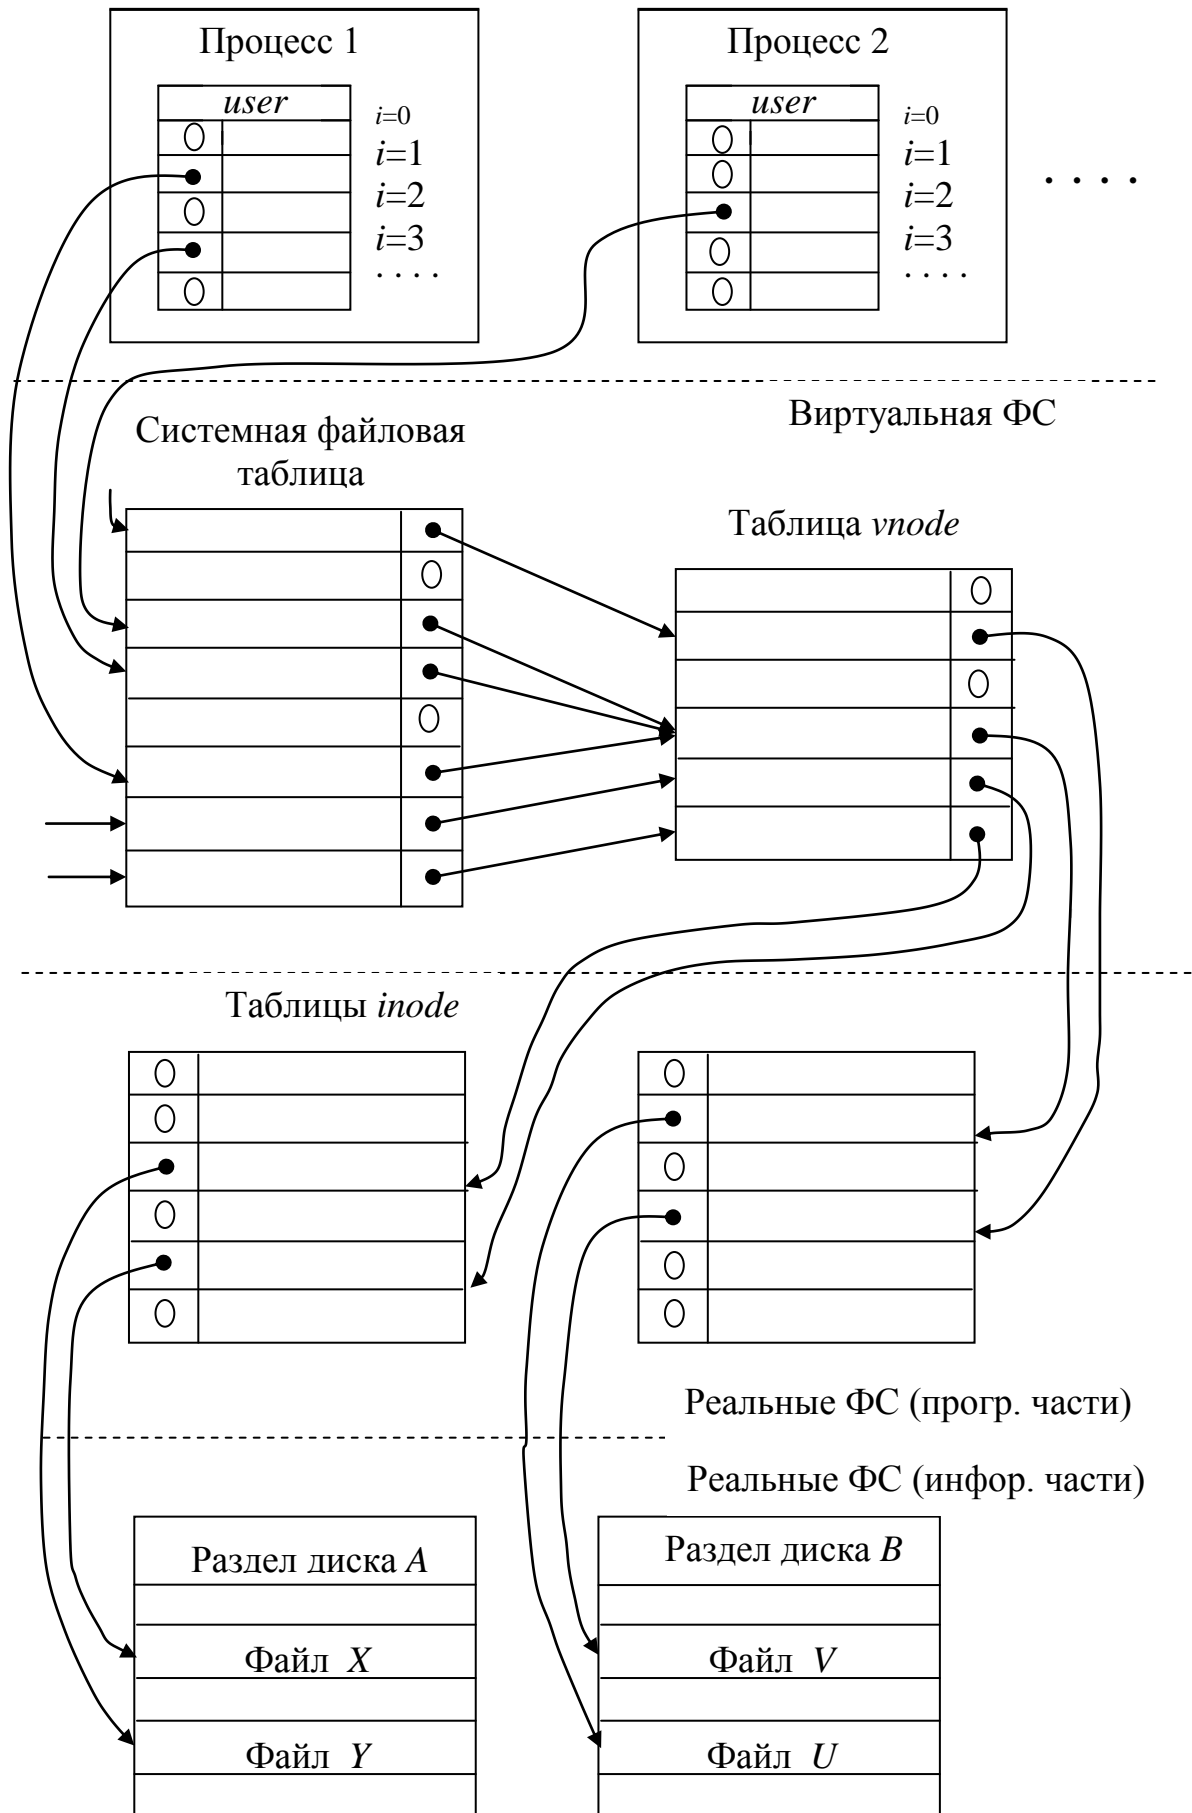 Процесс 1
Процесс 2
user
i=0
i=1
i=2
i=3
. . . .
user
i=0
i=1
i=2
i=3
. . . .
. . . .
Виртуальная ФС
Системная файловая
таблица
Таблица vnode
Таблицы inode
Реальные ФС (прогр. части)
Реальные ФС (инфор. части)
Раздел диска A
Раздел диска B
Файл X
Файл V
Файл Y
Файл U